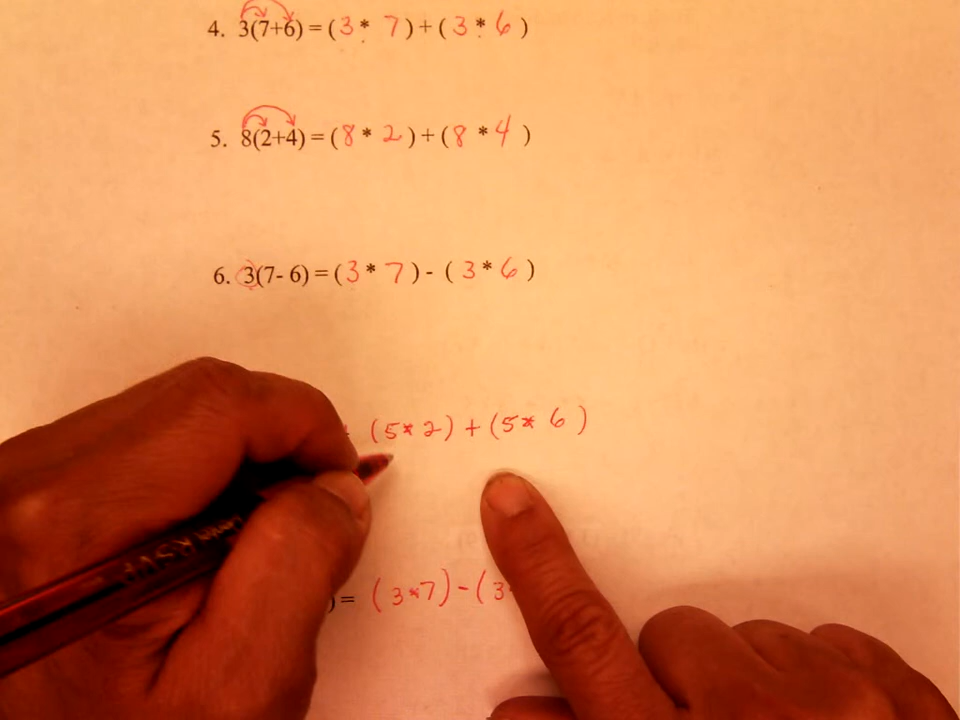 4. 3(7+6) = (3 * 7) + (3 * 6)
5. 8(2+4) = (8 * 2) + (8 * 4)
6. 3(7- 6) = (3 * 7) - (3 * 6)
(5* 2) + (5* 6)
) = (3*7) - (3
RSVP